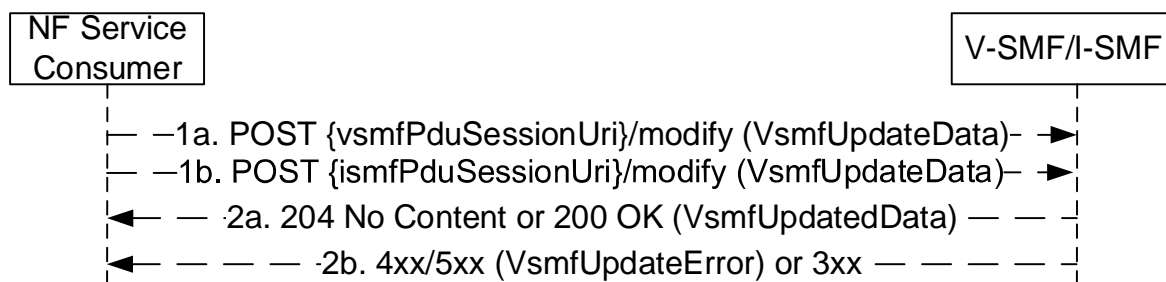 NF Service
Consumer
V-SMF/I-SMF
1a. POST {vsmfPduSessionUri}/modify (VsmfUpdateData)
1b. POST {ismfPduSessionUri}/modify (VsmfUpdateData)
2a. 204 No Content or 200 OK (VsmfUpdatedData)
2b. 4xx/5xx (VsmfUpdateError) or 3xx